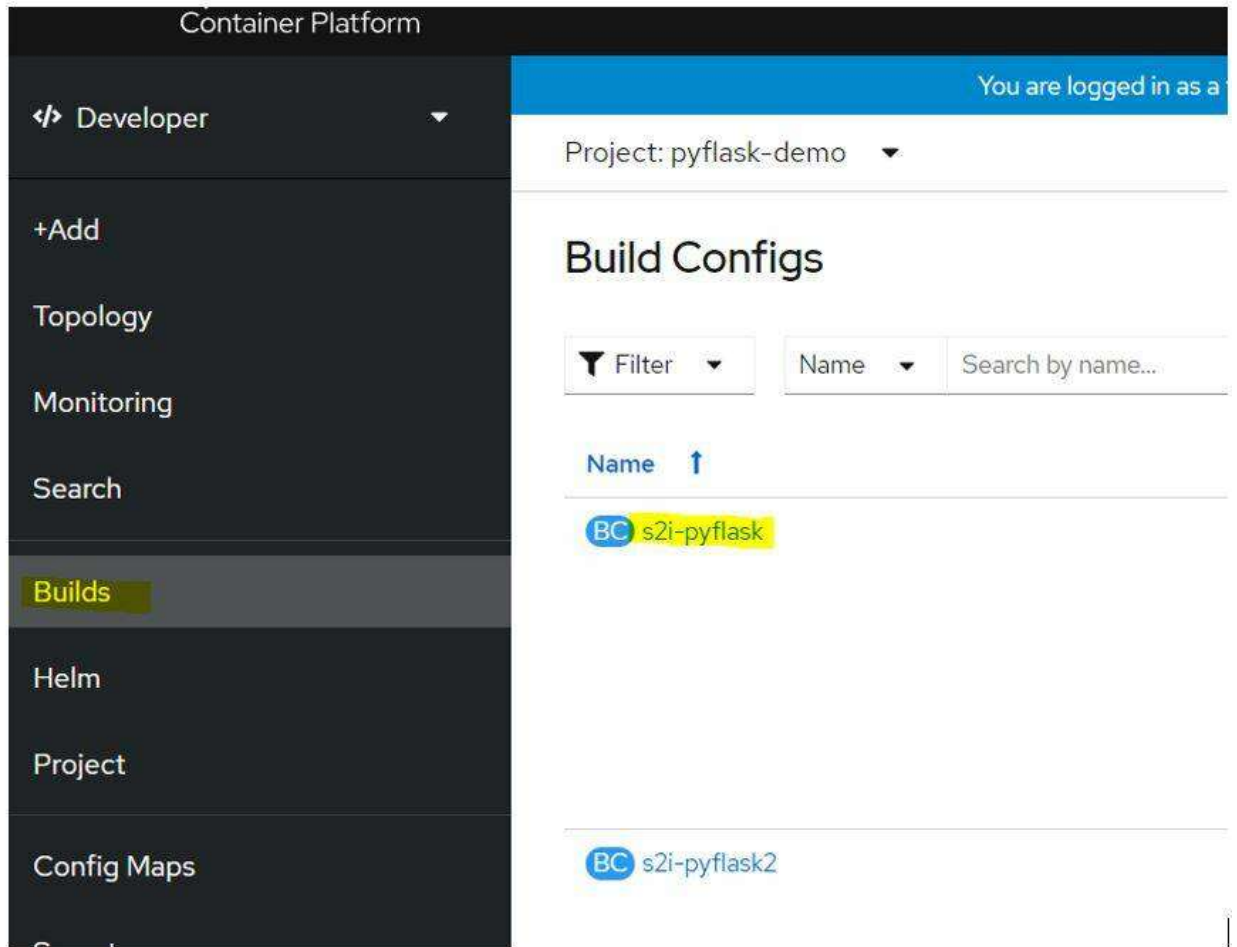 Container Platform
You are logged in as a
</> Developer
Project: pyflask-demo
+Add
Topology
Monitoring
Search
Builds
Helm
Project
Config Maps
Build Configs
Filter
Name
Search by name...
Name
BC s2i-pyflask
BC s2i-pyflask2